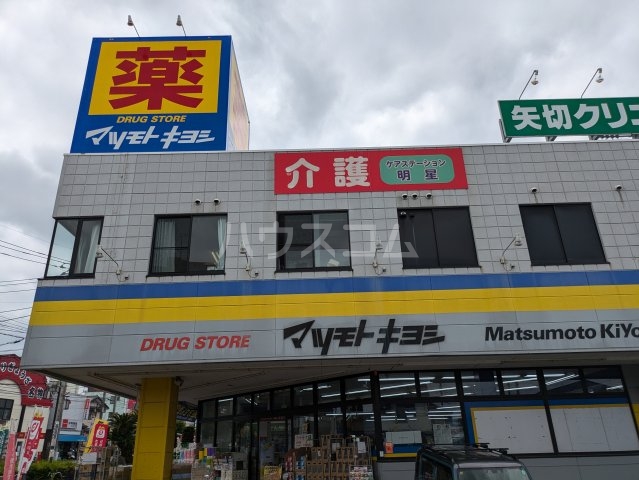 薬
DRUG STORE
マツモトキヨシ
矢切クリニ
介護
ケアステーション
明星
ハウスコム
DRUG STORE
マツモトキヨシ
Matsumoto KiYo